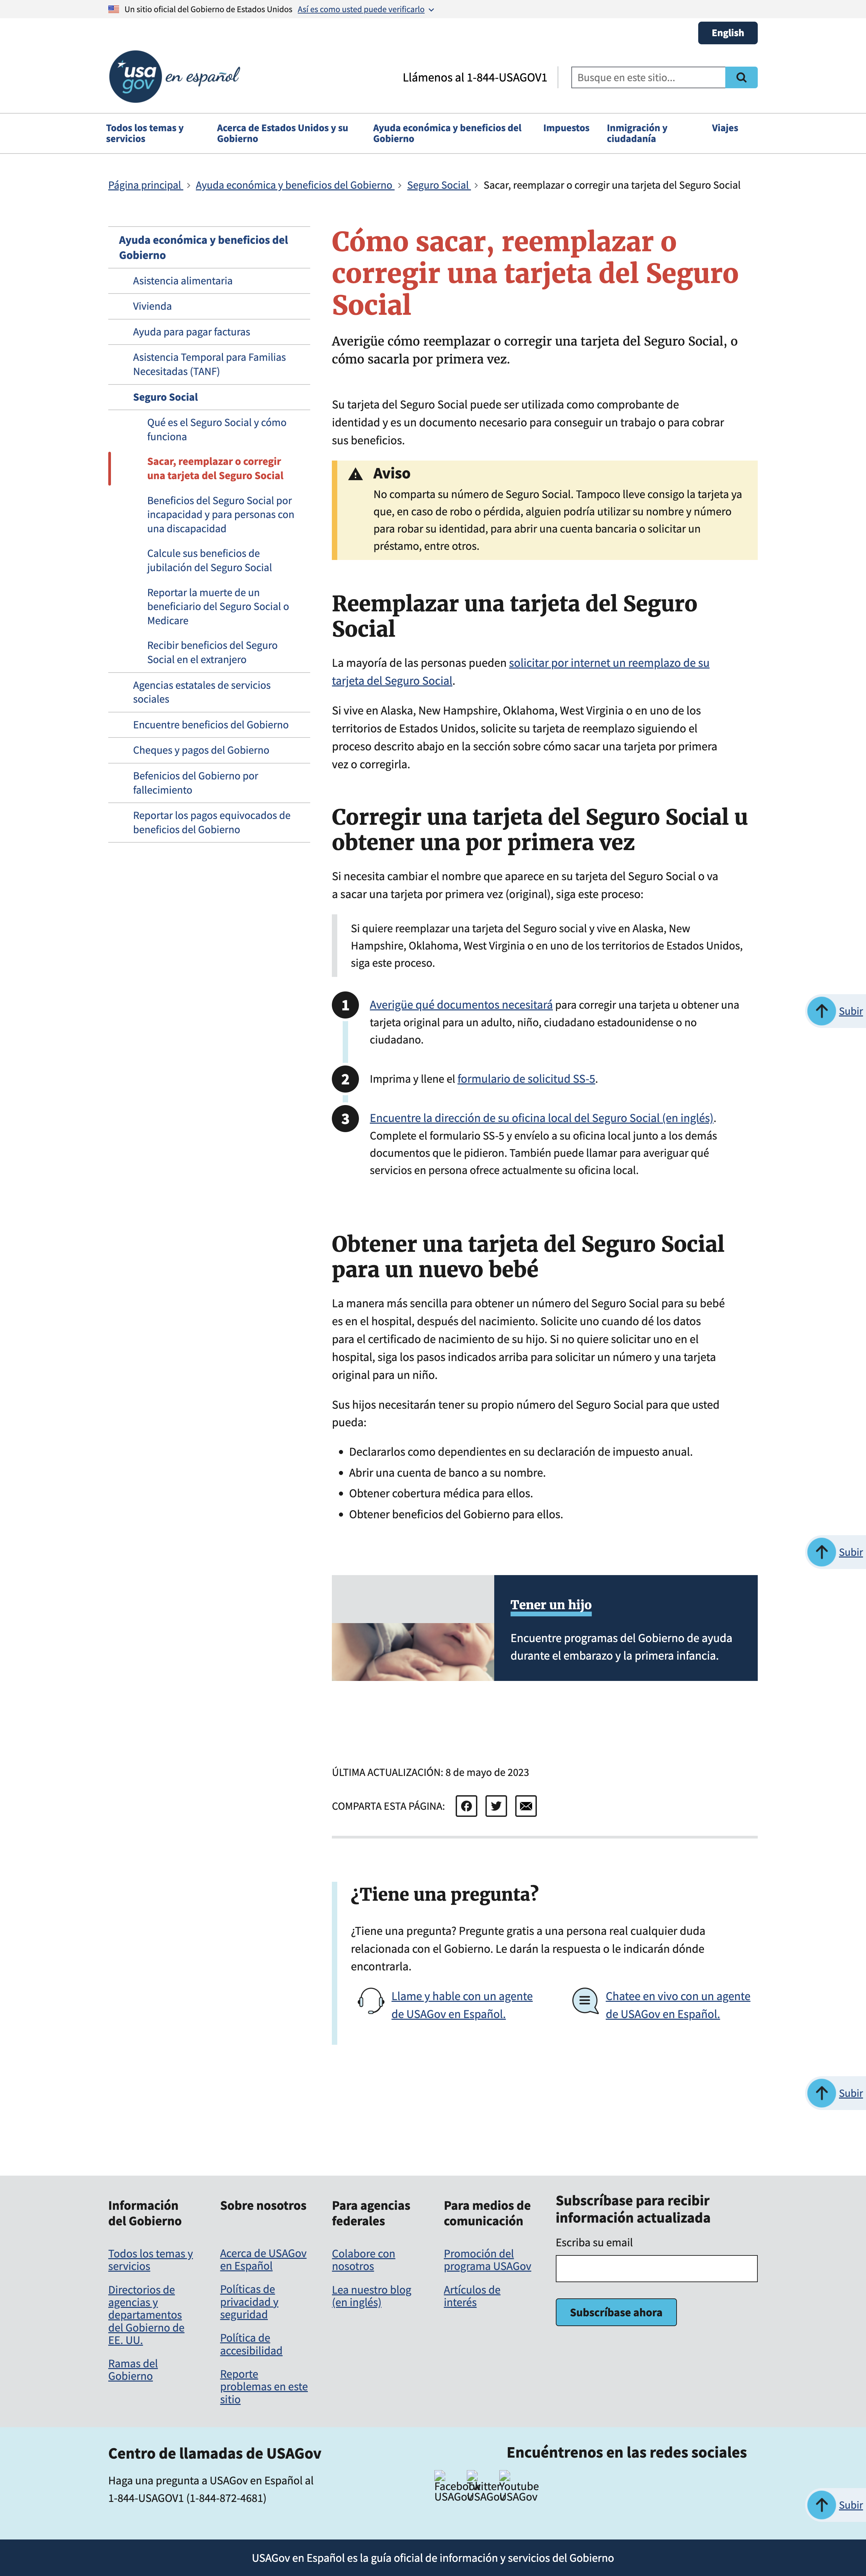 Un sitio oficial del Gobierno de Estados Unidos Así es como usted puede verificarlo
English
usa
gov
en español
Llámenos al 1-844-USAGOV1
Busque en este sitio...
Todos los temas y
servicios
Acerca de Estados Unidos y su
Gobierno
Ayuda económica y beneficios del
Gobierno
Impuestos
Inmigración y
ciudadanía
Viajes
Página principal › Ayuda económica y beneficios del Gobierno › Seguro Social › Sacar, reemplazar o corregir una tarjeta del Seguro Social
Ayuda económica y beneficios del
Gobierno
Asistencia alimentaria
Vivienda
Ayuda para pagar facturas
Asistencia Temporal para Familias
Necesitadas (TANF)
Seguro Social
Qué es el Seguro Social y cómo
funciona
Sacar, reemplazar o corregir
una tarjeta del Seguro Social
Beneficios del Seguro Social por
incapacidad y para personas con
una discapacidad
Calcule sus beneficios de
jubilación del Seguro Social
Reportar la muerte de un
beneficiario del Seguro Social o
Medicare
Recibir beneficios del Seguro
Social en el extranjero
Agencias estatales de servicios
sociales
Encuentre beneficios del Gobierno
Cheques y pagos del Gobierno
Befenicios del Gobierno por
fallecimiento
Reportar los pagos equivocados de
beneficios del Gobierno
Cómo sacar, reemplazar o
corregir una tarjeta del Seguro
Social
Averigüe cómo reemplazar o corregir una tarjeta del Seguro Social, o
cómo sacarla por primera vez.
Su tarjeta del Seguro Social puede ser utilizada como comprobante de
identidad y es un documento necesario para conseguir un trabajo o para cobrar
sus beneficios.
Aviso
No comparta su número de Seguro Social. Tampoco lleve consigo la tarjeta ya
que, en caso de robo o pérdida, alguien podría utilizar su nombre y número
para robar su identidad, para abrir una cuenta bancaria o solicitar un
préstamo, entre otros.
Reemplazar una tarjeta del Seguro
Social
La mayoría de las personas pueden solicitar por internet un reemplazo de su
tarjeta del Seguro Social.
Si vive en Alaska, New Hampshire, Oklahoma, West Virginia o en uno de los
territorios de Estados Unidos, solicite su tarjeta de reemplazo siguiendo el
proceso descrito abajo en la sección sobre cómo sacar una tarjeta por primera
vez o corregirla.
Corregir una tarjeta del Seguro Social u
obtener una por primera vez
Si necesita cambiar el nombre que aparece en su tarjeta del Seguro Social o va
a sacar una tarjeta por primera vez (original), siga este proceso:
Si quiere reemplazar una tarjeta del Seguro social y vive en Alaska, New
Hampshire, Oklahoma, West Virginia o en uno de los territorios de Estados Unidos,
siga este proceso.
1 Averigüe qué documentos necesitará para corregir una tarjeta u obtener una
tarjeta original para un adulto, niño, ciudadano estadounidense o no
ciudadano.
Subir
2 Imprima y llene el formulario de solicitud SS-5.
3 Encuentre la dirección de su oficina local del Seguro Social (en inglés).
Complete el formulario SS-5 y envíelo a su oficina local junto a los demás
documentos que le pidieron. También puede llamar para averiguar qué
servicios en persona ofrece actualmente su oficina local.
Obtener una tarjeta del Seguro Social
para un nuevo bebé
La manera más sencilla para obtener un número del Seguro Social para su bebé
es en el hospital, después del nacimiento. Solicite uno cuando dé los datos
para el certificado de nacimiento de su hijo. Si no quiere solicitar uno en el
hospital, siga los pasos indicados arriba para solicitar un número y una tarjeta
original para un niño.
Sus hijos necesitarán tener su propio número del Seguro Social para que usted
pueda:
• Declararlos como dependientes en su declaración de impuesto anual.
• Abrir una cuenta de banco a su nombre.
• Obtener cobertura médica para ellos.
• Obtener beneficios del Gobierno para ellos.
Subir
Tener un hijo
Encuentre programas del Gobierno de ayuda
durante el embarazo y la primera infancia.
ÚLTIMA ACTUALIZACIÓN: 8 de mayo de 2023
COMPARTA ESTA PÁGINA:
¿Tiene una pregunta?
¿Tiene una pregunta? Pregunte gratis a una persona real cualquier duda
relacionada con el Gobierno. Le darán la respuesta o le indicarán dónde
encontrarla.
Llame y hable con un agente
de USAGov en Español.
Chatee en vivo con un agente
de USAGov en Español.
Subir
Información
del Gobierno
Todos los temas y
servicios
Directorios de
agencias y
departamentos
del Gobierno de
EE. UU.
Ramas del
Gobierno
Sobre nosotros
Acerca de USAGov
en Español
Políticas de
privacidad y
seguridad
Política de
accesibilidad
Reporte
problemas en este
sitio
Para agencias
federales
Colabore con
nosotros
Lea nuestro blog
(en inglés)
Para medios de
comunicación
Promoción del
programa USAGov
Artículos de
interés
Subscríbase para recibir
información actualizada
Escriba su email
Subscríbase ahora
Centro de llamadas de USAGov
Haga una pregunta a USAGov en Español al
1-844-USAGOV1 (1-844-872-4681)
Encuéntrenos en las redes sociales
Facebook
USAGov
Twitter
USAGov
Youtube
USAGov
Subir
USAGov en Español es la guía oficial de información y servicios del Gobierno